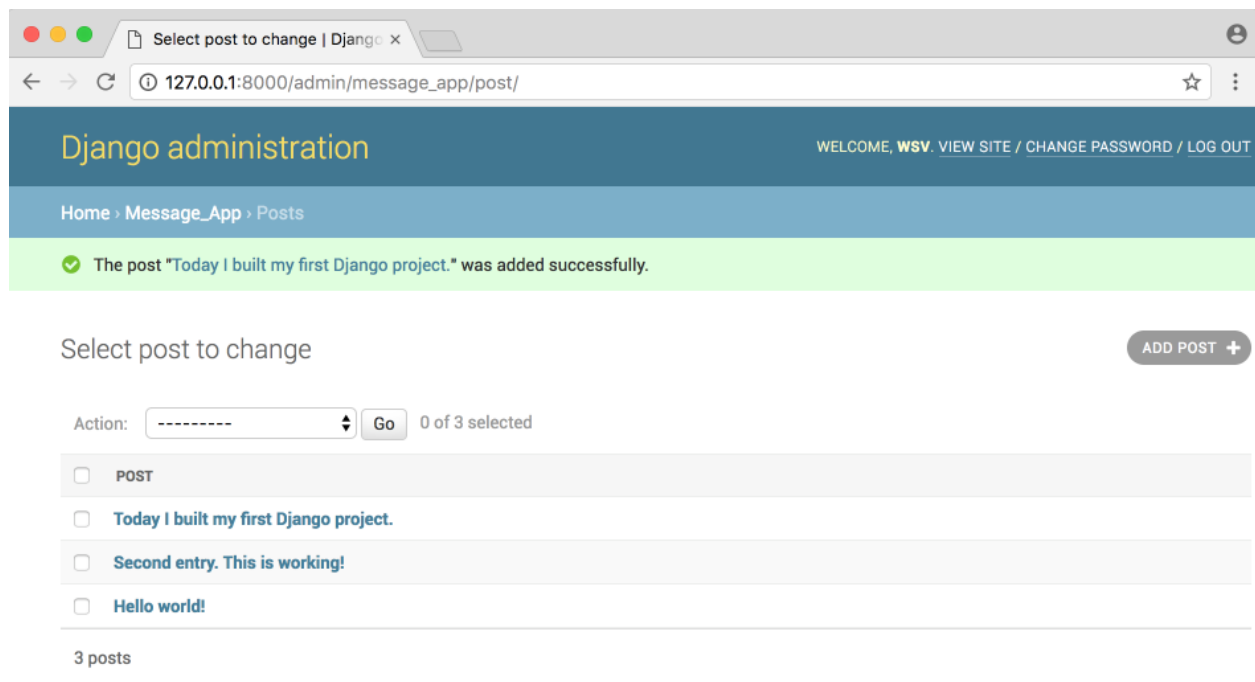 Select post to change | Django
127.0.0.1:8000/admin/message_app/post/
Django administration
WELCOME, WSV. VIEW SITE / CHANGE PASSWORD / LOG OUT
Home › Message_App › Posts
The post "Today I built my first Django project." was added successfully.
Select post to change
ADD POST +
Action: --------- Go 0 of 3 selected
POST
Today I built my first Django project.
Second entry. This is working!
Hello world!
3 posts